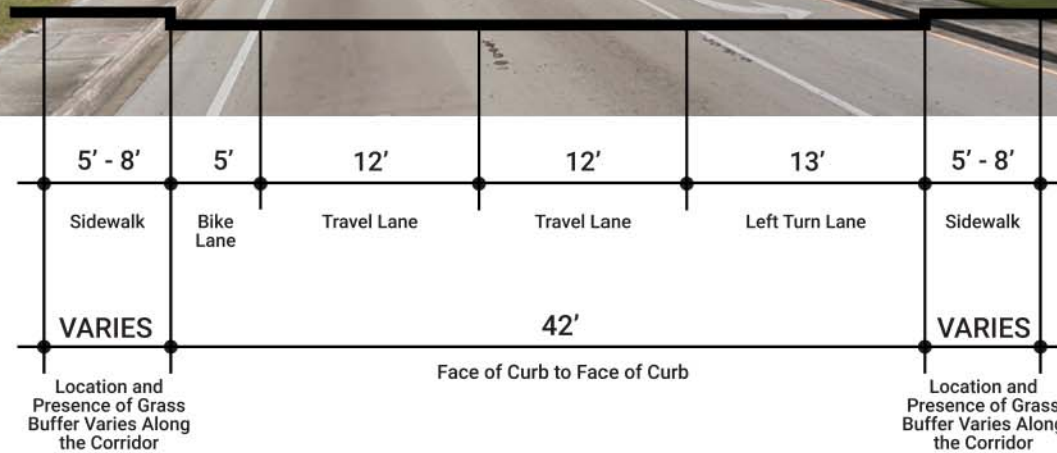 5’ - 8’
5’
12’
12’
13’
5’ - 8’
Sidewalk
Bike
Lane
Travel Lane
Travel Lane
Left Turn Lane
Sidewalk
VARIES
42’
VARIES
Face of Curb to Face of Curb
Location and
Presence of Grass
Buffer Varies Along
the Corridor
Location and
Presence of Grass
Buffer Varies Along
the Corridor